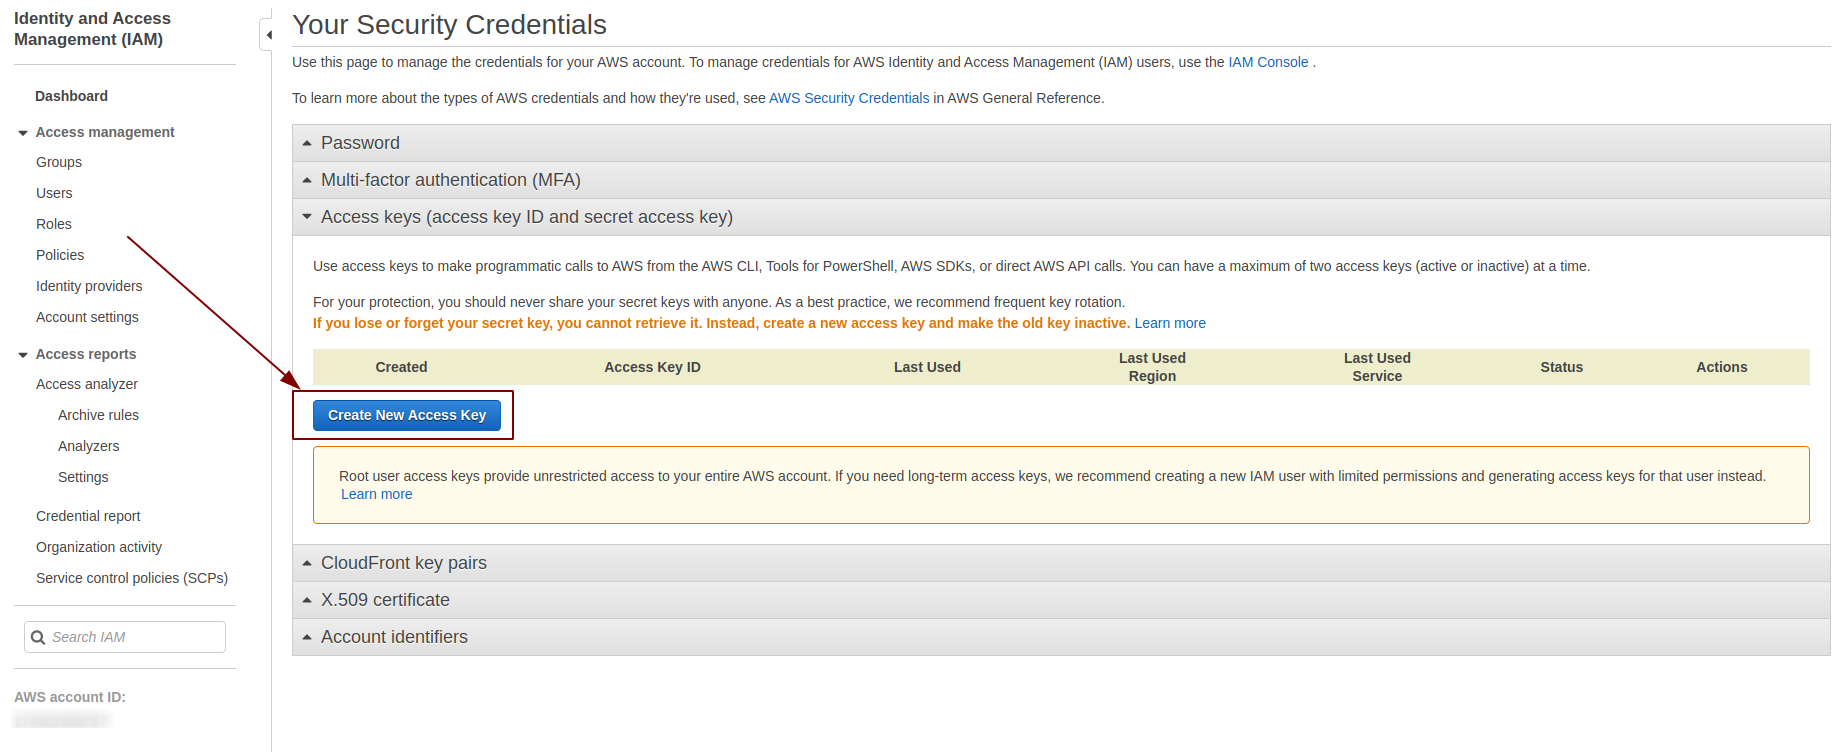 Identity and Access
Management (IAM)
Dashboard
Access management
Groups
Users
Roles
Policies
Identity providers
Account settings
Access reports
Access analyzer
Archive rules
Analyzers
Settings
Credential report
Organization activity
Service control policies (SCPs)
Search IAM
AWS account ID:
Your Security Credentials
Use this page to manage the credentials for your AWS account. To manage credentials for AWS Identity and Access Management (IAM) users, use the IAM Console .
To learn more about the types of AWS credentials and how they're used, see AWS Security Credentials in AWS General Reference.
Password
Multi-factor authentication (MFA)
Access keys (access key ID and secret access key)
Use access keys to make programmatic calls to AWS from the AWS CLI, Tools for PowerShell, AWS SDKs, or direct AWS API calls. You can have a maximum of two access keys (active or inactive) at a time.
For your protection, you should never share your secret keys with anyone. As a best practice, we recommend frequent key rotation.
If you lose or forget your secret key, you cannot retrieve it. Instead, create a new access key and make the old key inactive. Learn more
Created Access Key ID Last Used Last Used Region Last Used Service Status Actions
Create New Access Key
Root user access keys provide unrestricted access to your entire AWS account. If you need long-term access keys, we recommend creating a new IAM user with limited permissions and generating access keys for that user instead.
Learn more
CloudFront key pairs
X.509 certificate
Account identifiers